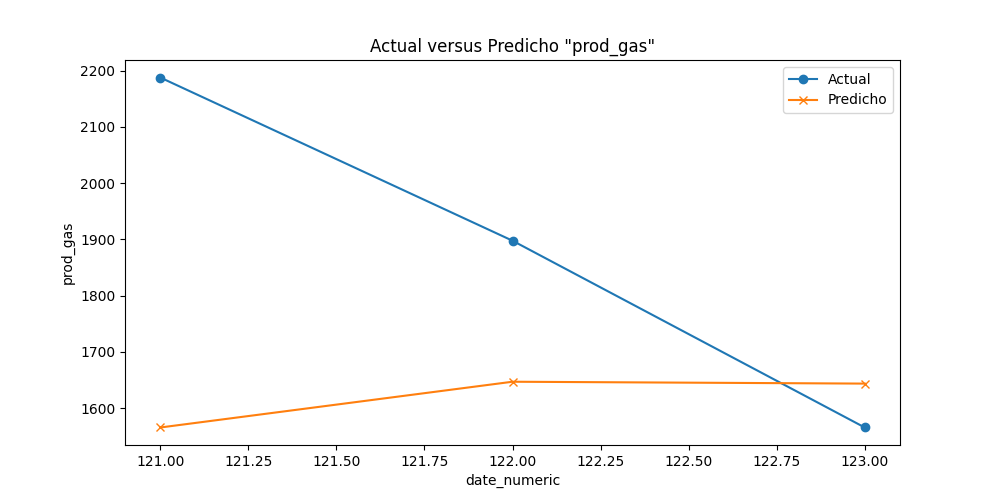 Actual versus Predicho "prod_gas"
Actual
Predicho
2200
2100
2000
1900
1800
1700
1600
prod_gas
121.00 121.25 121.50 121.75 122.00 122.25 122.50 122.75 123.00
date_numeric